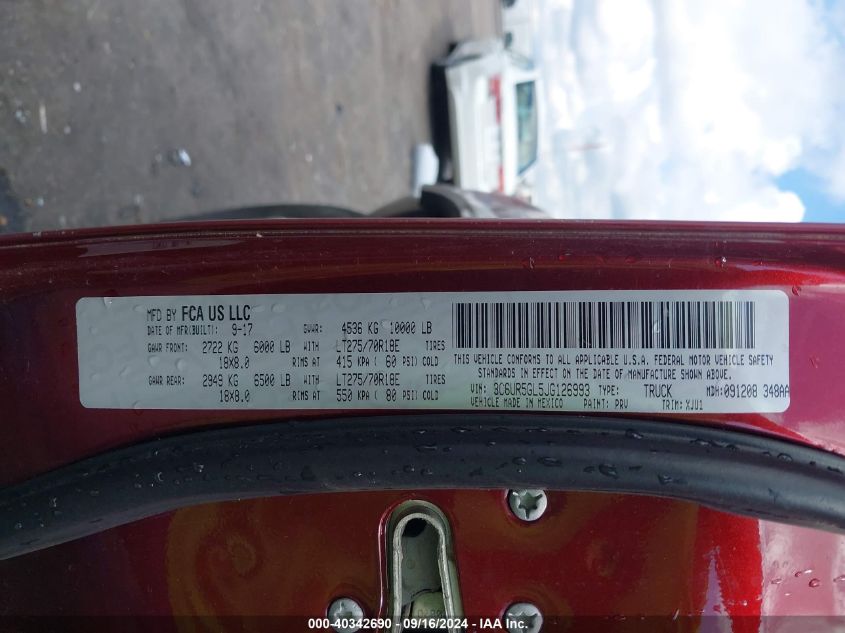 MFD BY FCA US LLC
DATE OF MFR(BUILT): 9-17 GVWR: 4536 KG 10000 LB
GAWR FRONT: 2722 KG 6000 LB WITH LT275/70R18E TIRES
18X8.0 RIMS AT 415 KPA ( 60 PSI) COLD
GAWR REAR: 2949 KG 6500 LB WITH LT275/70R18E TIRES
18X8.0 RIMS AT 550 KPA ( 80 PSI) COLD
THIS VEHICLE CONFORMS TO ALL APPLICABLE U.S.A. FEDERAL MOTOR VEHICLE SAFETY
STANDARDS IN EFFECT ON THE DATE OF MANUFACTURE SHOWN ABOVE.
VIN: 3C6UR5GL5JG126993 TYPE: TRUCK MDH: 091208 348AA
VEHICLE MADE IN MEXICO PAINT: PRV TRIM: XJU1
000-40342690 - 09/16/2024 - IAA Inc.